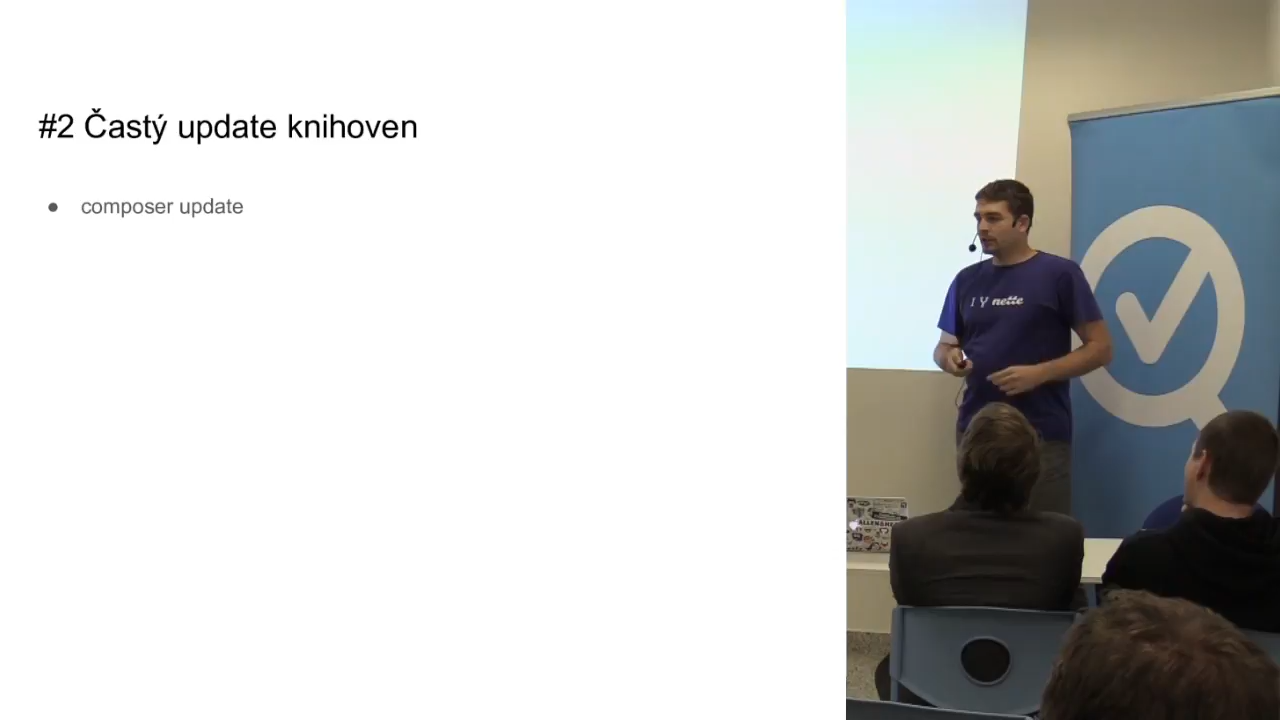 #2 Častý update knihoven
● composer update
I Y nette